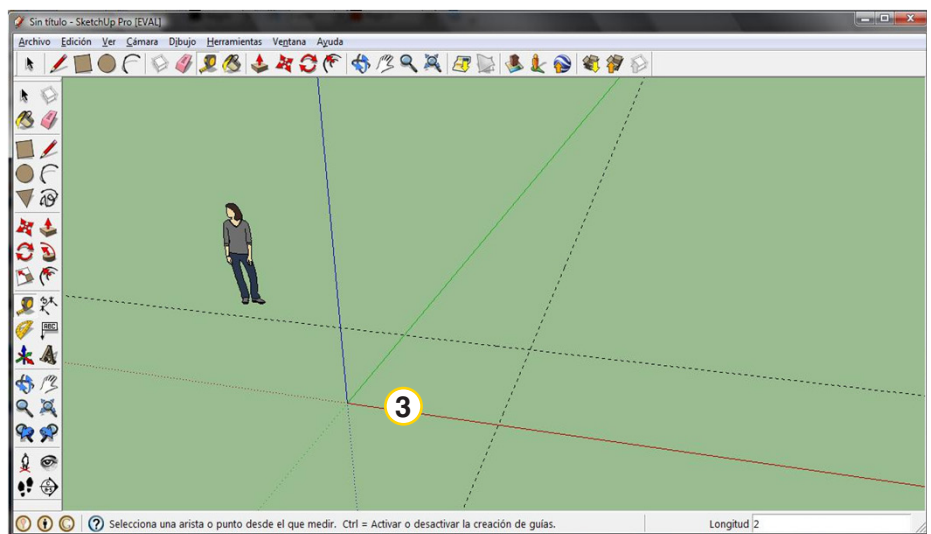 Sin título - SketchUp Pro [EVAL]
Archivo Edición Ver Cámara Dibujo Herramientas Ventana Ayuda
ABC
3
Selecciona una arista o punto desde el que medir. Ctrl = Activar o desactivar la creación de guías.
Longitud 2